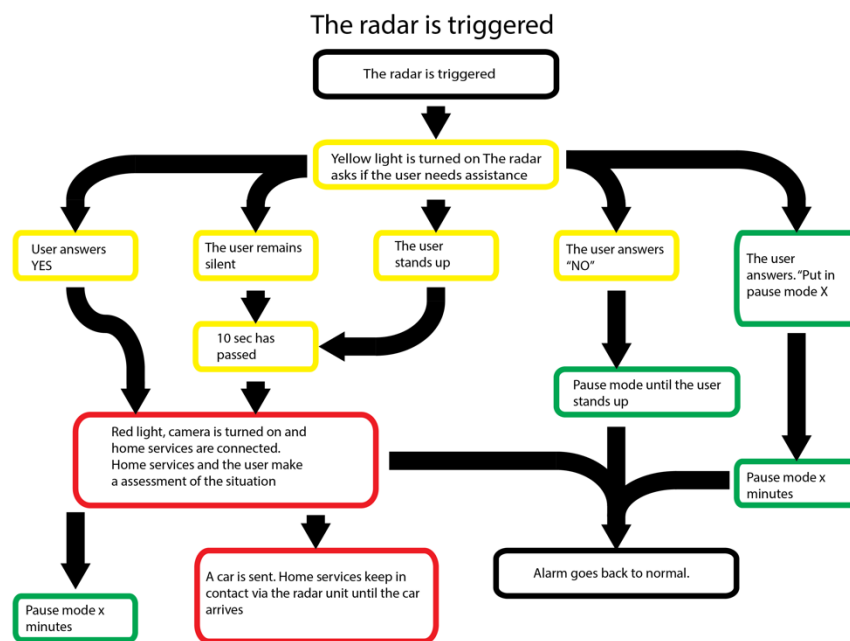 The radar is triggered
The radar is triggered
Yellow light is turned on The radar
asks if the user needs assistance
User answers
YES
The user remains
silent
The user
stands up
The user answers
“NO”
The user
answers. “Put in
pause mode X
10 sec has
passed
Pause mode until the user
stands up
Red light, camera is turned on and
home services are connected.
Home services and the user make
a assessment of the situation
Pause mode x
minutes
A car is sent. Home services keep in
contact via the radar unit until the car
arrives
Alarm goes back to normal.
Pause mode x
minutes